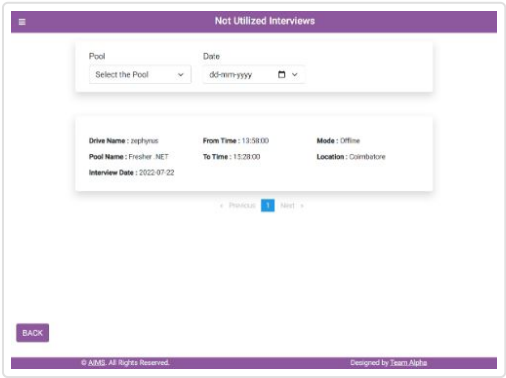 Not Utilized Interviews
Pool Date
Select the Pool dd-mm-yyyy
Drive Name : zephyrus From Time : 13:58:00 Mode : Offline
Pool Name : Fresher .NET To Time : 13:28:00 Location : Coimbatore
Interview Date : 2022-07-22
« Previous 1 Next »
BACK
© AIMS. All Rights Reserved. Designed by Team Alpha